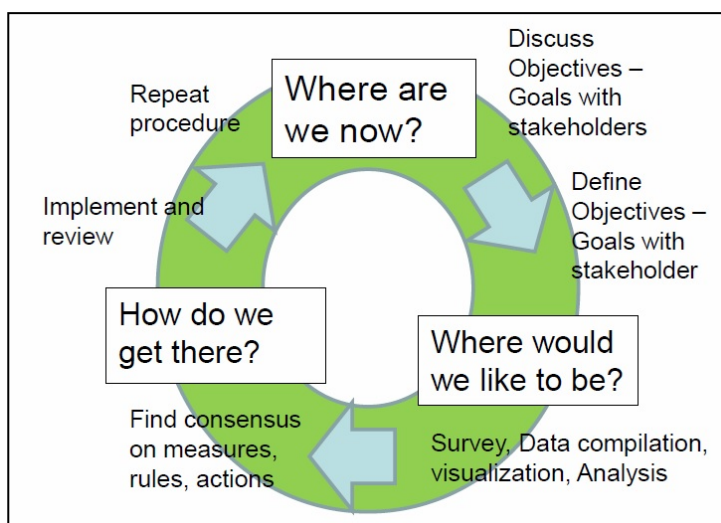 Where are
we now?
Discuss
Objectives –
Goals with
stakeholders
Define
Objectives –
Goals with
stakeholder
Where would
we like to be?
Survey, Data compilation,
visualization, Analysis
Find consensus
on measures,
rules, actions
How do we
get there?
Implement and
review
Repeat
procedure